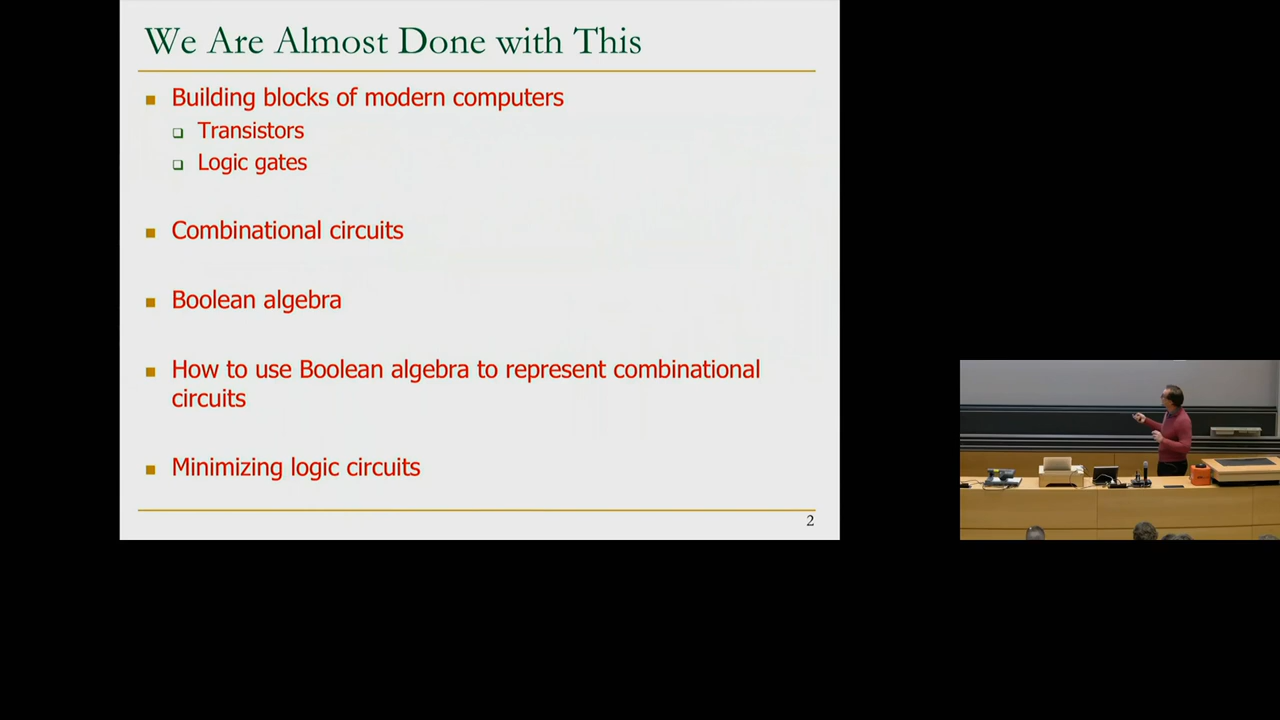 We Are Almost Done with This
Building blocks of modern computers
Transistors
Logic gates
Combinational circuits
Boolean algebra
How to use Boolean algebra to represent combinational
circuits
Minimizing logic circuits
2